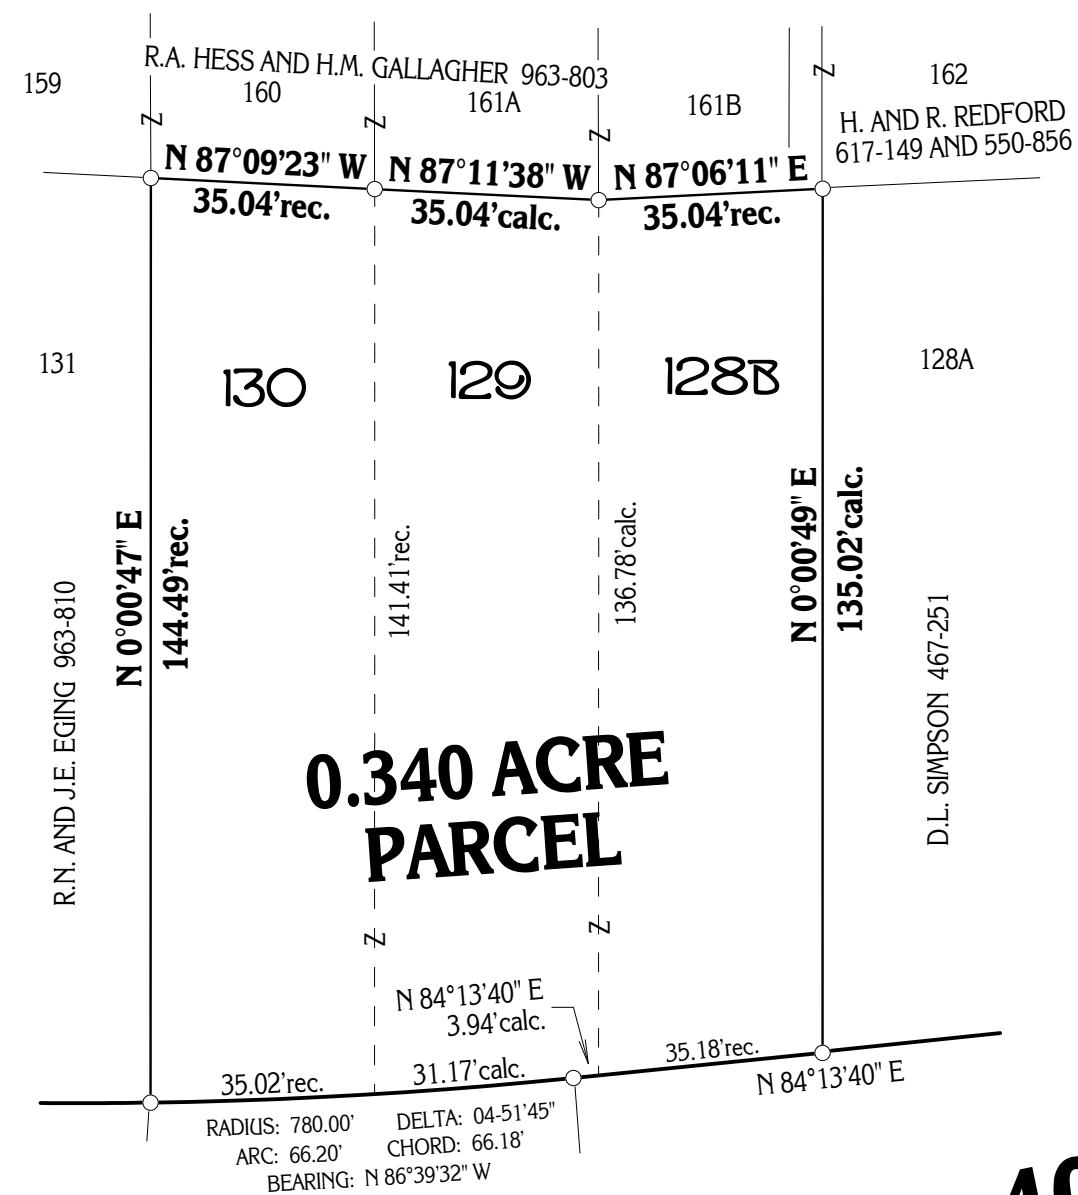 R.A. HESS AND H.M. GALLAGHER 963-803
159
160
161A
161B
162
H. AND R. REDFORD
617-149 AND 550-856
Z
Z
Z
Z
N 87°09'23" W
35.04'rec.
N 87°11'38" W
35.04'calc.
N 87°06'11" E
35.04'rec.
131
130
129
128B
128A
N 0°00'47" E
144.49'rec.
141.41'rec.
136.78'calc.
N 0°00'49" E
135.02'calc.
R.N. AND J.E. EGING 963-810
D.L. SIMPSON 467-251
0.340 ACRE
PARCEL
Z
Z
N 84°13'40" E
3.94'calc.
35.02'rec.
31.17'calc.
35.18'rec.
N 84°13'40" E
RADIUS: 780.00' DELTA: 04-51'45"
ARC: 66.20' CHORD: 66.18'
BEARING: N 86°39'32" W